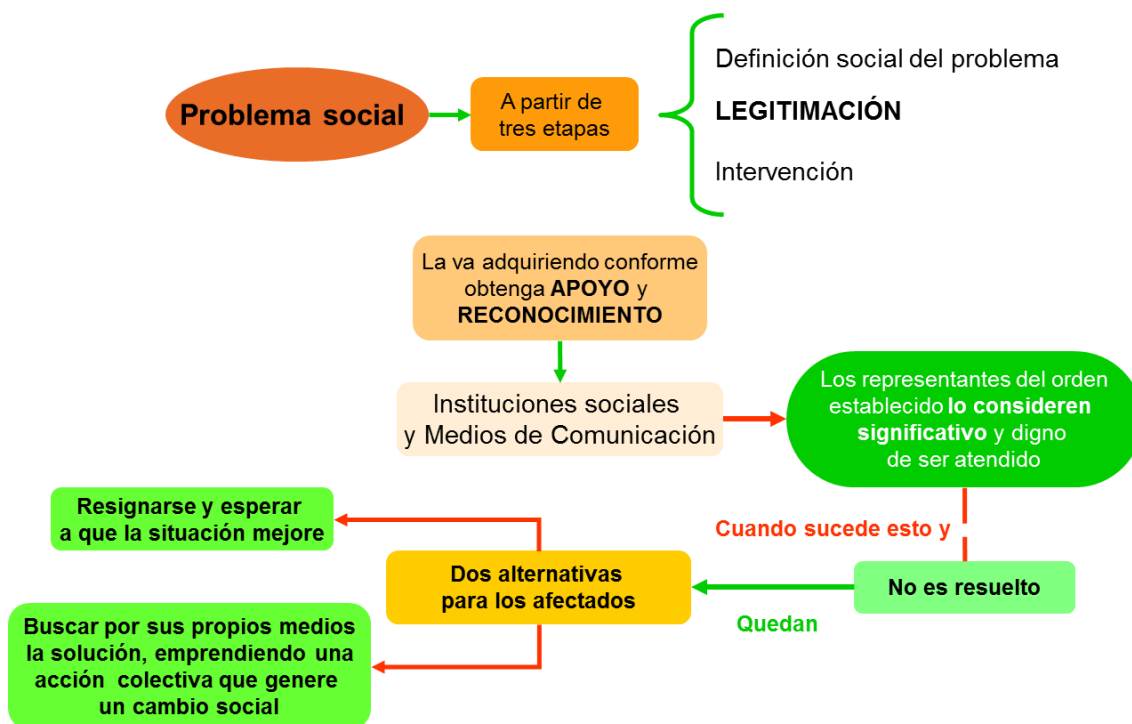 Problema social
A partir de
tres etapas
Definición social del problema
LEGITIMACIÓN
Intervención
La va adquiriendo conforme
obtenga APOYO y
RECONOCIMIENTO
Instituciones sociales
y Medios de Comunicación
Los representantes del orden
establecido lo consideren
significativo y digno
de ser atendido
Cuando sucede esto y
No es resuelto
Quedan
Dos alternativas
para los afectados
Resignarse y esperar
a que la situación mejore
Buscar por sus propios medios
la solución, emprendiendo una
acción colectiva que genere
un cambio social